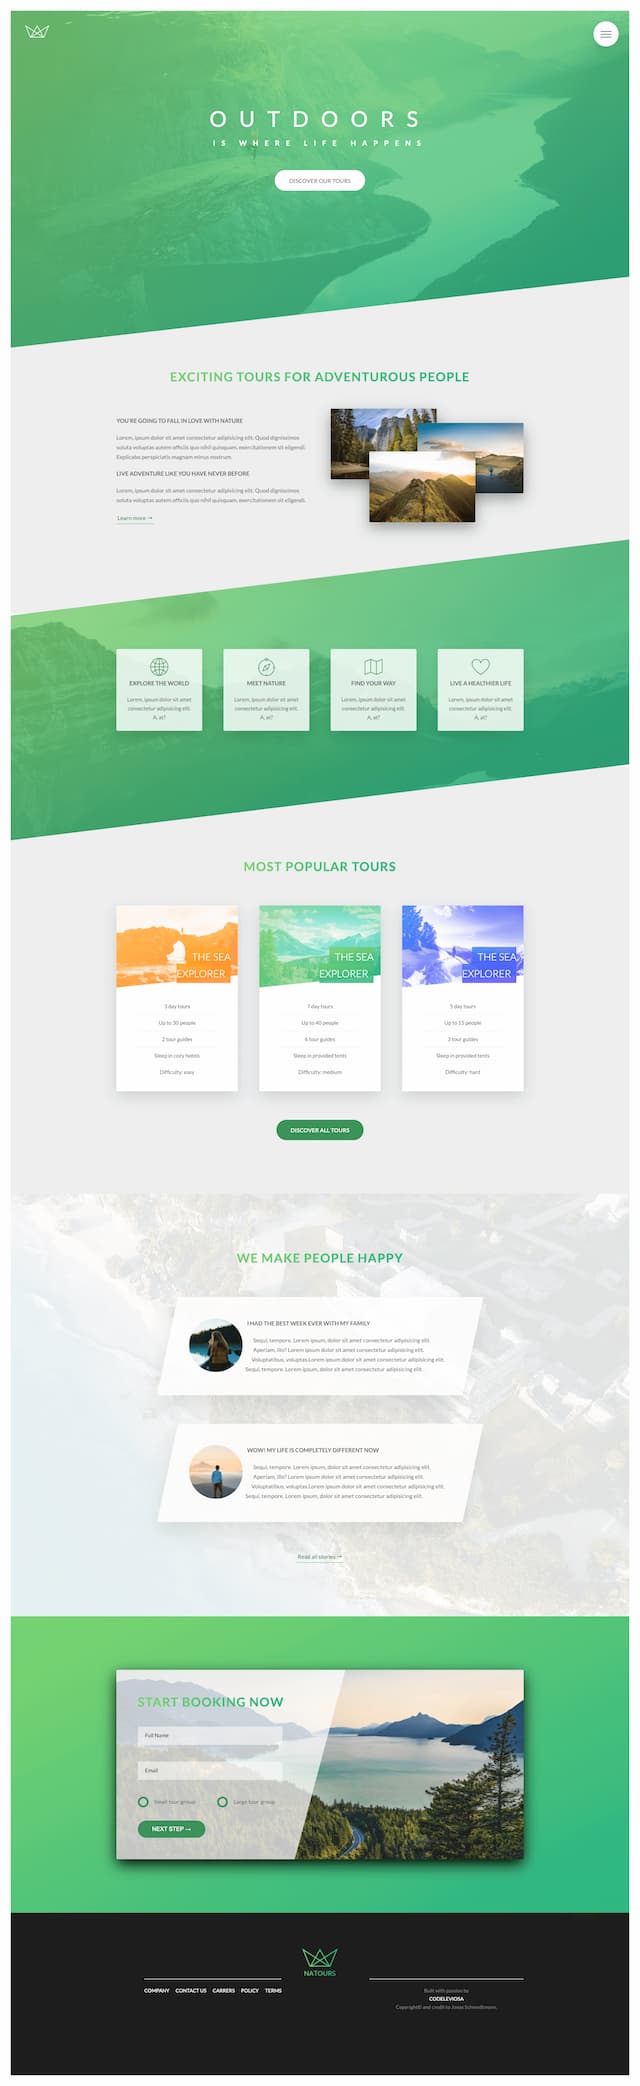 OUTDOORS
IS WHERE LIFE HAPPENS
DISCOVER OUR TOURS
EXCITING TOURS FOR ADVENTUROUS PEOPLE
YOU'RE GOING TO FALL IN LOVE WITH NATURE
Lorem, ipsum dolor sit amet consectetur adipisicing elit. Quod dignissimos
soluta voluptas autem officiis quo nihil quisquam, exercitationem sit eligendi.
Explicabo perspiciatis magnam minus nostrum.
LIVE ADVENTURE LIKE YOU HAVE NEVER BEFORE
Lorem, ipsum dolor sit amet consectetur adipisicing elit. Quod dignissimos
soluta voluptas autem officiis quo nihil quisquam, exercitationem sit eligendi.
Learn more →
EXPLORE THE WORLD
Lorem, ipsum dolor sit amet
consectetur adipisicing elit.
A, at?
MEET NATURE
Lorem, ipsum dolor sit amet
consectetur adipisicing elit.
A, at?
FIND YOUR WAY
Lorem, ipsum dolor sit amet
consectetur adipisicing elit.
A, at?
LIVE A HEALTHIER LIFE
Lorem, ipsum dolor sit amet
consectetur adipisicing elit.
A, at?
MOST POPULAR TOURS
THE SEA
EXPLORER
3 day tours
Up to 30 people
2 tour guides
Sleep in cozy hotels
Difficulty: easy
THE SEA
EXPLORER
7 day tours
Up to 40 people
6 tour guides
Sleep in provided tents
Difficulty: medium
THE SEA
EXPLORER
5 day tours
Up to 15 people
3 tour guides
Sleep in provided tents
Difficulty: hard
DISCOVER ALL TOURS
WE MAKE PEOPLE HAPPY
I HAD THE BEST WEEK EVER WITH MY FAMILY
Sequi, tempore. Lorem ipsum, dolor sit amet consectetur adipisicing elit.
Aperiam, illo? Lorem ipsum dolor sit amet consectetur adipisicing elit.
Voluptatibus, voluptas.Lorem ipsum dolor sit amet consectetur adipisicing elit.
Sequi, tempore. Lorem ipsum, dolor sit amet consectetur adipisicing elit.
WOW! MY LIFE IS COMPLETELY DIFFERENT NOW
Sequi, tempore. Lorem ipsum, dolor sit amet consectetur adipisicing elit.
Aperiam, illo? Lorem ipsum dolor sit amet consectetur adipisicing elit.
Voluptatibus, voluptas.Lorem ipsum dolor sit amet consectetur adipisicing elit.
Sequi, tempore. Lorem ipsum, dolor sit amet consectetur adipisicing elit.
Read all stories →
START BOOKING NOW
Full Name
Email
Small tour group
Large tour group
NEXT STEP →
NATOURS
COMPANY CONTACT US CARRERS POLICY TERMS
Built with passion by
CODELEVIOSA
Copyright© and credit to Jonas Schmedtmann.